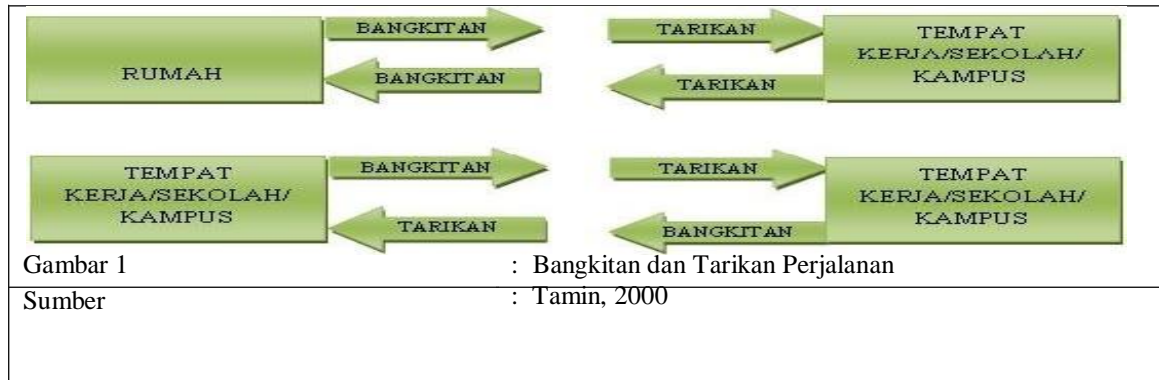 BANGKITAN
TARIKAN
RUMAH
TEMPAT
KERJA/SEKOLAH/
KAMPUS
BANGKITAN
TARIKAN
TEMPAT
KERJA/SEKOLAH/
KAMPUS
BANGKITAN
TARIKAN
TEMPAT
KERJA/SEKOLAH/
KAMPUS
TARIKAN
BANGKITAN
Gambar 1 : Bangkitan dan Tarikan Perjalanan
Sumber : Tamin, 2000